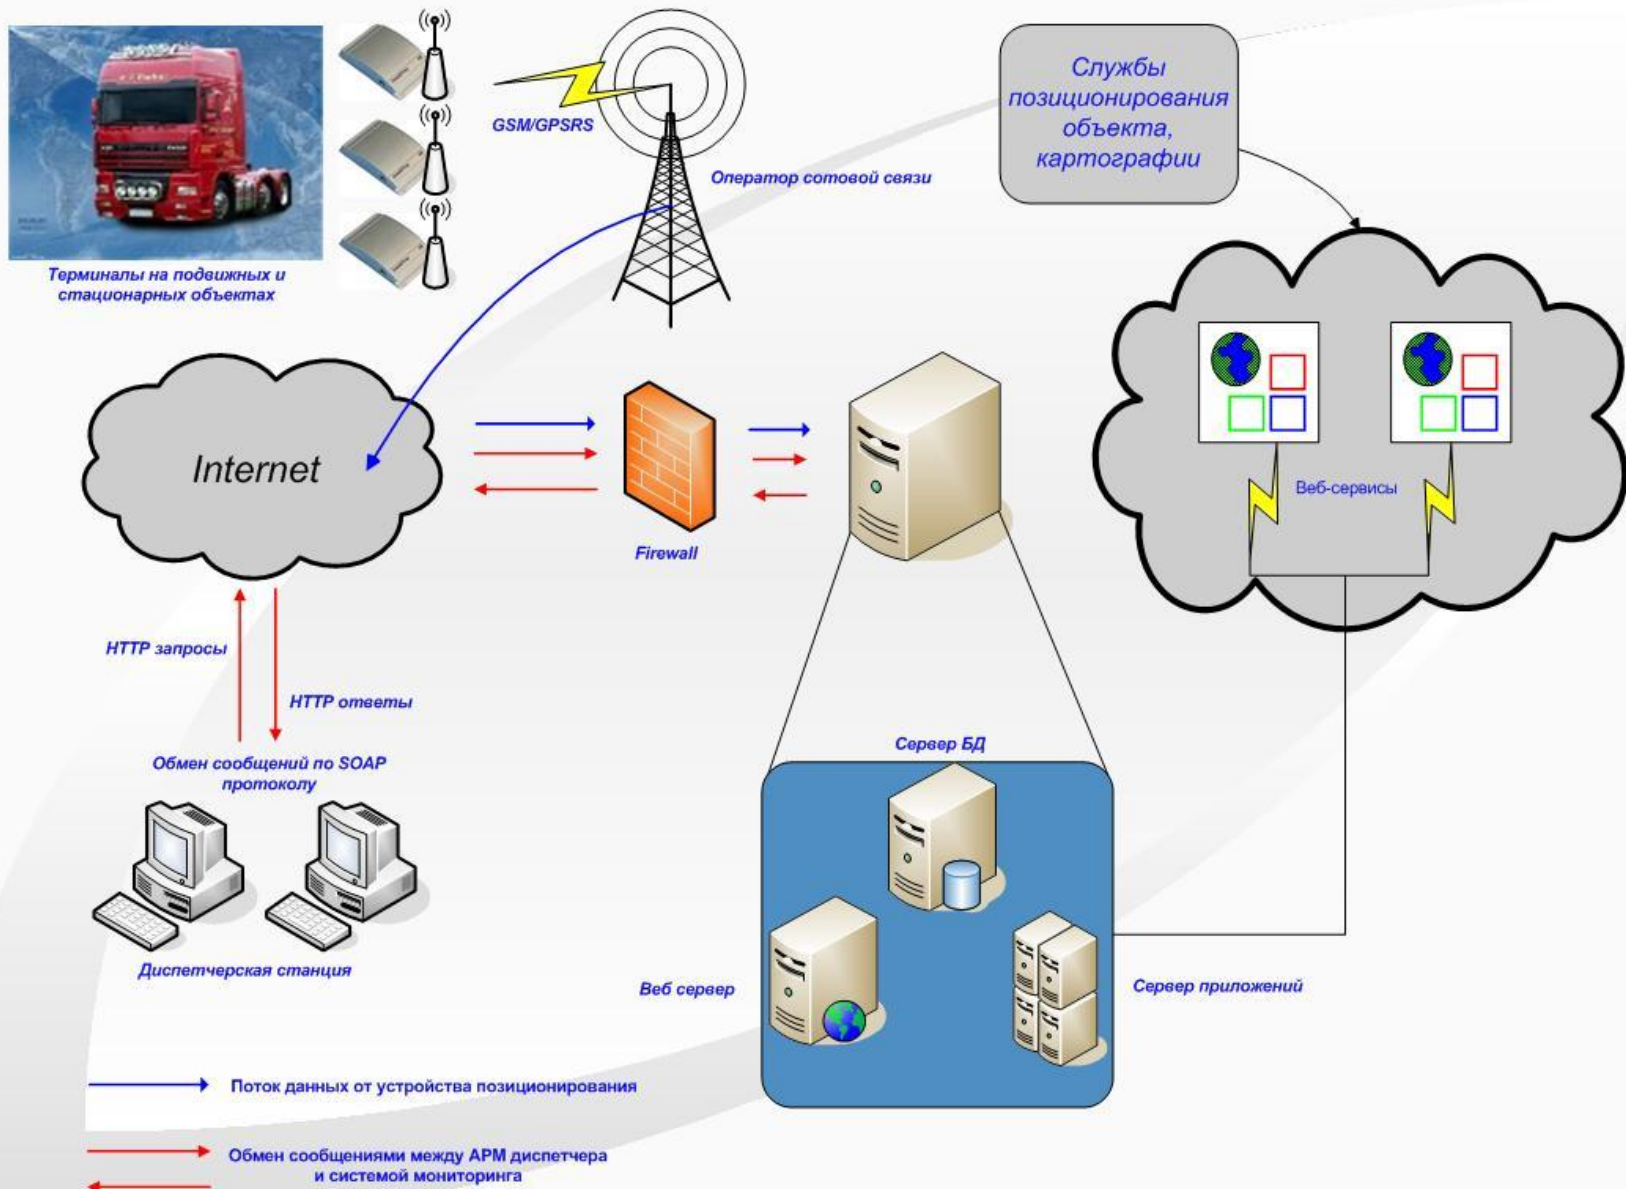 GSM/GPSRS
Оператор сотовой связи
Службы
позиционирования
объекта,
картографии
Терминалы на подвижных и
стационарных объектах
Internet
Firewall
Веб-сервисы
HTTP запросы
HTTP ответы
Обмен сообщений по SOAP
протоколу
Диспетчерская станция
Сервер БД
Веб сервер
Сервер приложений
Поток данных от устройства позиционирования
Обмен сообщениями между АРМ диспетчера
и системой мониторинга